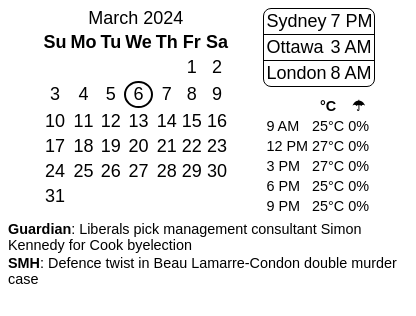 March 2024
Su Mo Tu We Th Fr Sa
1 2
3 4 5 6 7 8 9
10 11 12 13 14 15 16
17 18 19 20 21 22 23
24 25 26 27 28 29 30
31
Sydney 7 PM
Ottawa 3 AM
London 8 AM
°C ☂
9 AM 25°C 0%
12 PM 27°C 0%
3 PM 27°C 0%
6 PM 25°C 0%
9 PM 25°C 0%
Guardian: Liberals pick management consultant Simon
Kennedy for Cook byelection
SMH: Defence twist in Beau Lamarre-Condon double murder
case